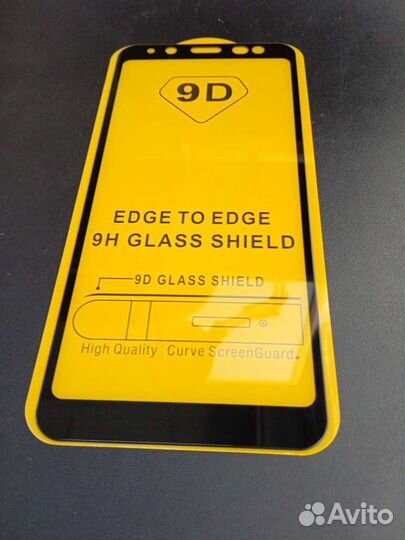 9D
EDGE TO EDGE
9H GLASS SHIELD
9D GLASS SHIELD
High Quality Curve ScreenGuard.
Avito